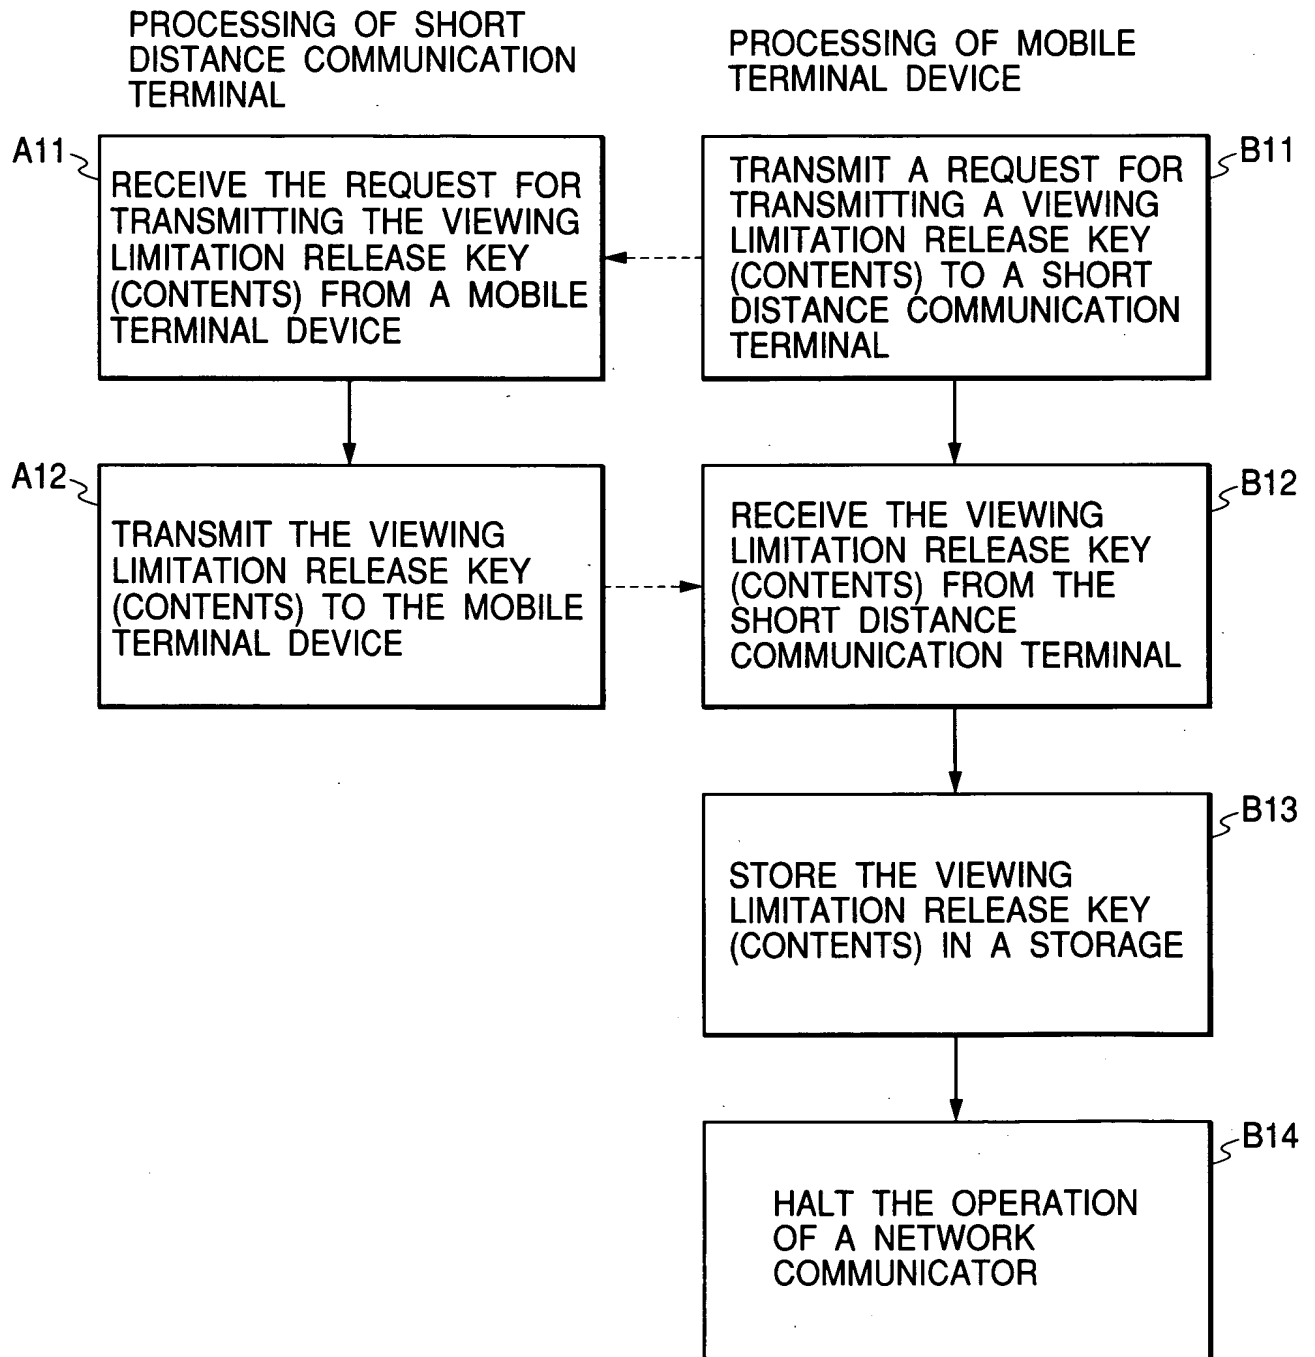 PROCESSING OF SHORT
DISTANCE COMMUNICATION
TERMINAL
PROCESSING OF MOBILE
TERMINAL DEVICE
A11
RECEIVE THE REQUEST FOR
TRANSMITTING THE VIEWING
LIMITATION RELEASE KEY
(CONTENTS) FROM A MOBILE
TERMINAL DEVICE
B11
TRANSMIT A REQUEST FOR
TRANSMITTING A VIEWING
LIMITATION RELEASE KEY
(CONTENTS) TO A SHORT
DISTANCE COMMUNICATION
TERMINAL
A12
TRANSMIT THE VIEWING
LIMITATION RELEASE KEY
(CONTENTS) TO THE MOBILE
TERMINAL DEVICE
B12
RECEIVE THE VIEWING
LIMITATION RELEASE KEY
(CONTENTS) FROM THE
SHORT DISTANCE
COMMUNICATION TERMINAL
B13
STORE THE VIEWING
LIMITATION RELEASE KEY
(CONTENTS) IN A STORAGE
B14
HALT THE OPERATION
OF A NETWORK
COMMUNICATOR